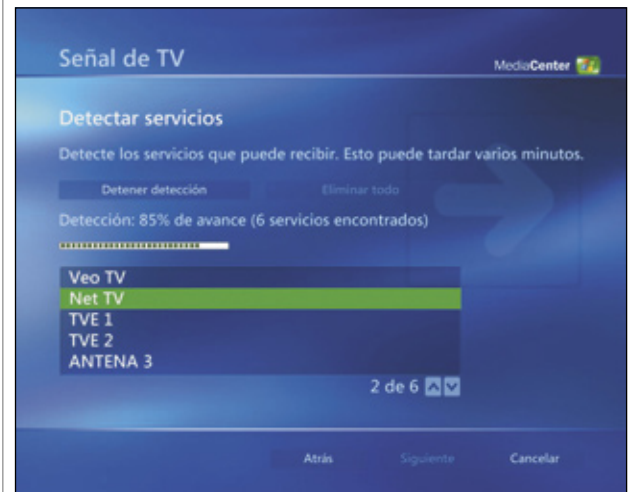 Señal de TV
MediaCenter
Detectar servicios
Detecte los servicios que puede recibir. Esto puede tardar varios minutos.
Detener detección Eliminar todo
Detección: 85% de avance (6 servicios encontrados)
Veo TV
Net TV
TVE 1
TVE 2
ANTENA 3
2 de 6
Atrás Siguiente Cancelar